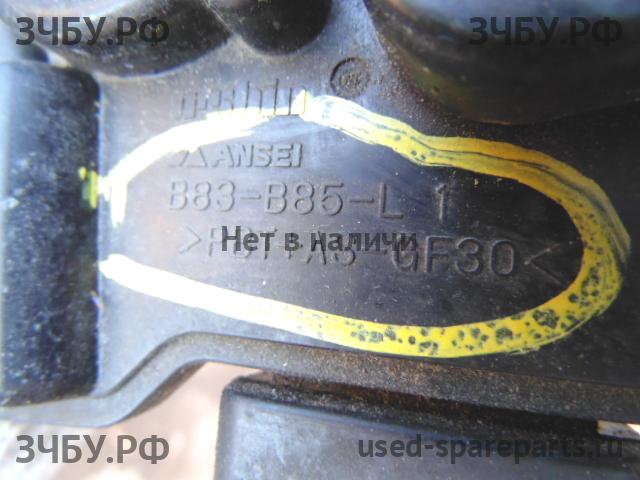 ЗЧБУ.РФ ЗЧБУ.РФ
ANSEI
B83-B85-L 1
Нет в наличии
GF30<
ЗЧБУ.РФ used-spareparts.ru